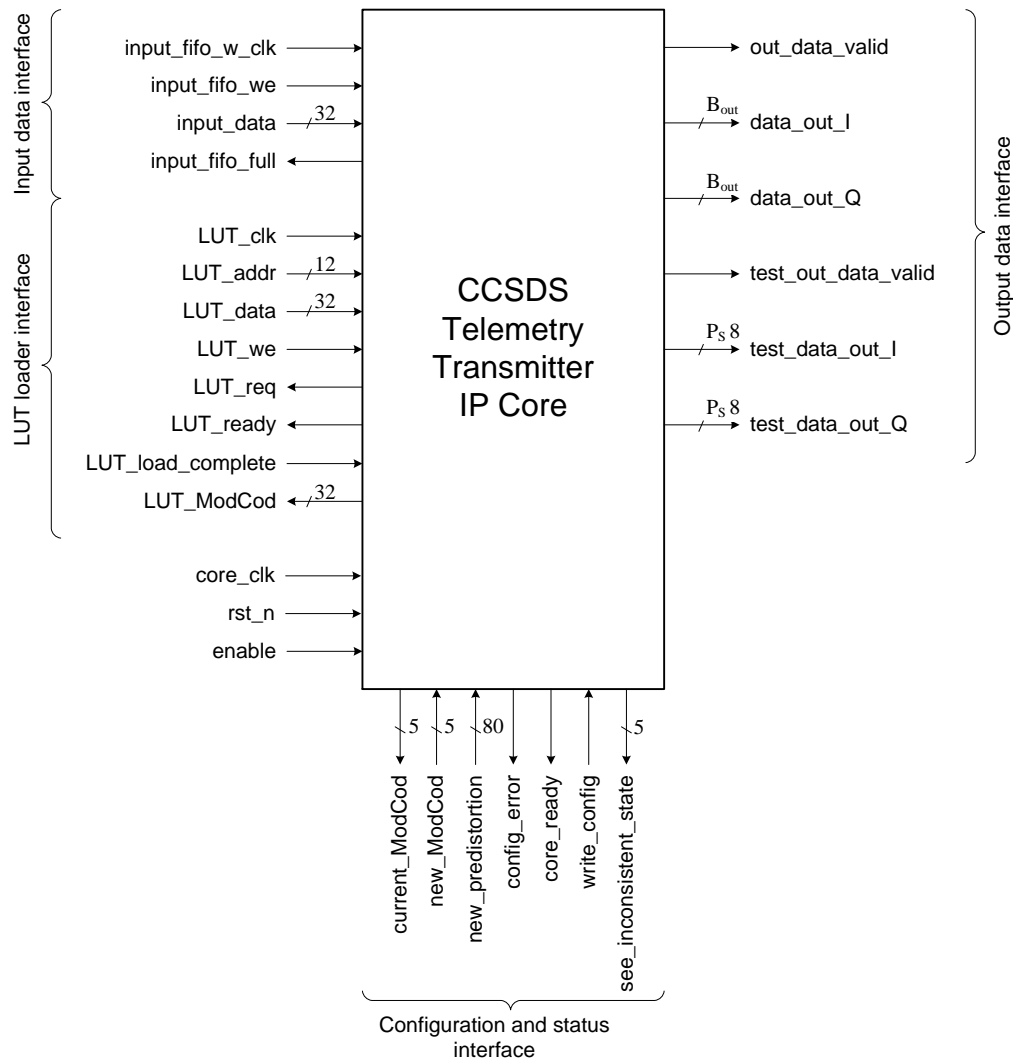 Input data interface
input_fifo_w_clk
input_fifo_we
input_data
32
input_fifo_full
LUT loader interface
LUT_clk
LUT_addr
12
LUT_data
32
LUT_we
LUT_req
LUT_ready
LUT_load_complete
LUT_ModCod
32
core_clk
rst_n
enable
CCSDS
Telemetry
Transmitter
IP Core
out_data_valid
Bout
data_out_I
Bout
data_out_Q
test_out_data_valid
PS 8
test_data_out_I
PS 8
test_data_out_Q
Output data interface
5
5
80
5
current_ModCod
new_ModCod
new_predistortion
config_error
core_ready
write_config
see_inconsistent_state
Configuration and status
interface